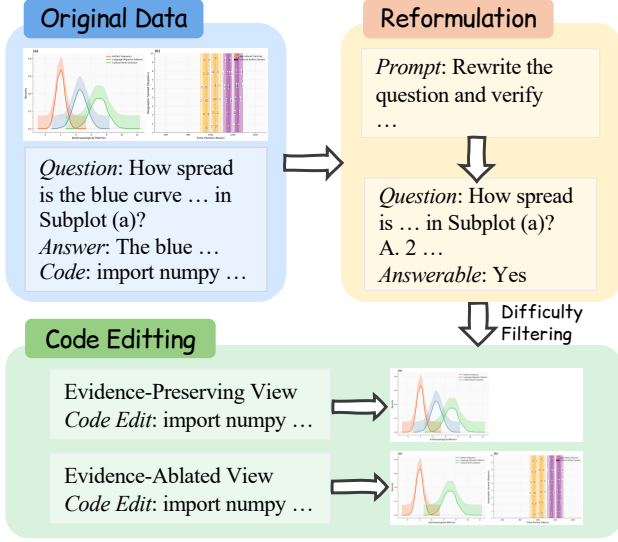 Original Data
(a)
(b)
Question: How spread
is the blue curve … in
Subplot (a)?
Answer: The blue …
Code: import numpy …
Reformulation
Prompt: Rewrite the
question and verify
…
Question: How spread
is … in Subplot (a)?
A. 2 …
Answerable: Yes
Difficulty
Filtering
Code Editting
Evidence-Preserving View
Code Edit: import numpy …
Evidence-Ablated View
Code Edit: import numpy …